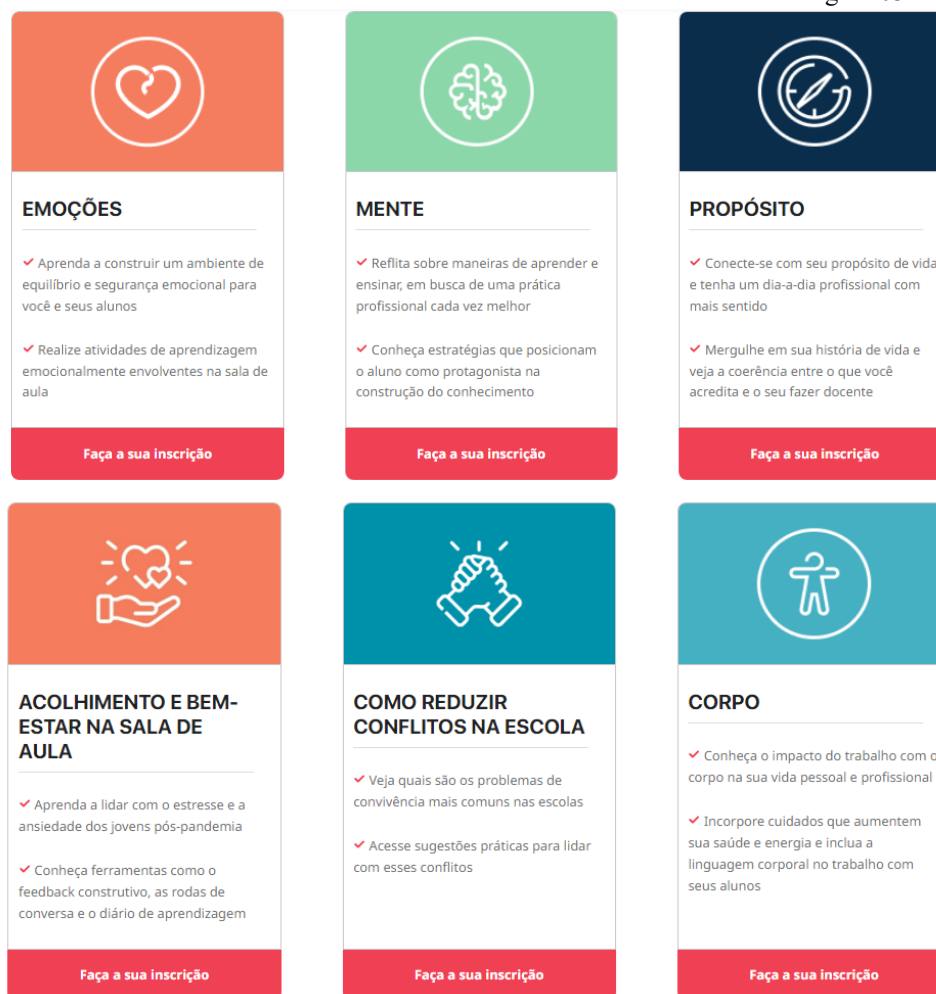 EMOÇÕES
✓ Aprenda a construir um ambiente de
equilíbrio e segurança emocional para
você e seus alunos
✓ Realize atividades de aprendizagem
emocionalmente envolventes na sala de
aula
Faça a sua inscrição
MENTE
✓ Reflita sobre maneiras de aprender e
ensinar, em busca de uma prática
profissional cada vez melhor
✓ Conheça estratégias que posicionam
o aluno como protagonista na
construção do conhecimento
Faça a sua inscrição
PROPÓSITO
✓ Conecte-se com seu propósito de vida
e tenha um dia-a-dia profissional com
mais sentido
✓ Mergulhe em sua história de vida e
veja a coerência entre o que você
acredita e o seu fazer docente
Faça a sua inscrição
ACOLHIMENTO E BEM-
ESTAR NA SALA DE
AULA
✓ Aprenda a lidar com o estresse e a
ansiedade dos jovens pós-pandemia
✓ Conheça ferramentas como o
feedback construtivo, as rodas de
conversa e o diário de aprendizagem
Faça a sua inscrição
COMO REDUZIR
CONFLITOS NA ESCOLA
✓ Veja quais são os problemas de
convivência mais comuns nas escolas
✓ Acesse sugestões práticas para lidar
com esses conflitos
Faça a sua inscrição
CORPO
✓ Conheça o impacto do trabalho com o
corpo na sua vida pessoal e profissional
✓ Incorpore cuidados que aumentem
sua saúde e energia e inclua a
linguagem corporal no trabalho com
seus alunos
Faça a sua inscrição